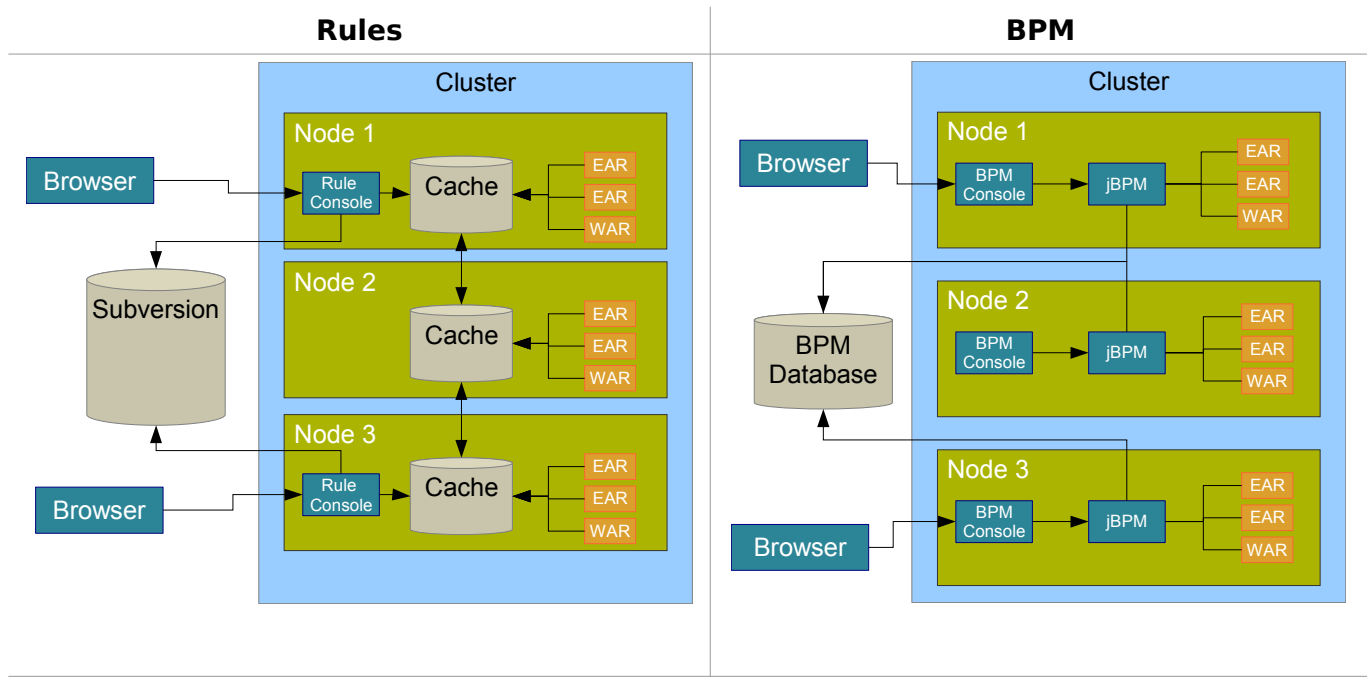 Rules
Cluster
Node 1
Browser
Rule
Console
Cache
EAR
EAR
WAR
Subversion
Node 2
Cache
EAR
EAR
WAR
Node 3
Browser
Rule
Console
Cache
EAR
EAR
WAR
BPM
Cluster
Node 1
Browser
BPM
Console
jBPM
EAR
EAR
WAR
BPM
Database
Node 2
BPM
Console
jBPM
EAR
EAR
WAR
Node 3
Browser
BPM
Console
jBPM
EAR
EAR
WAR